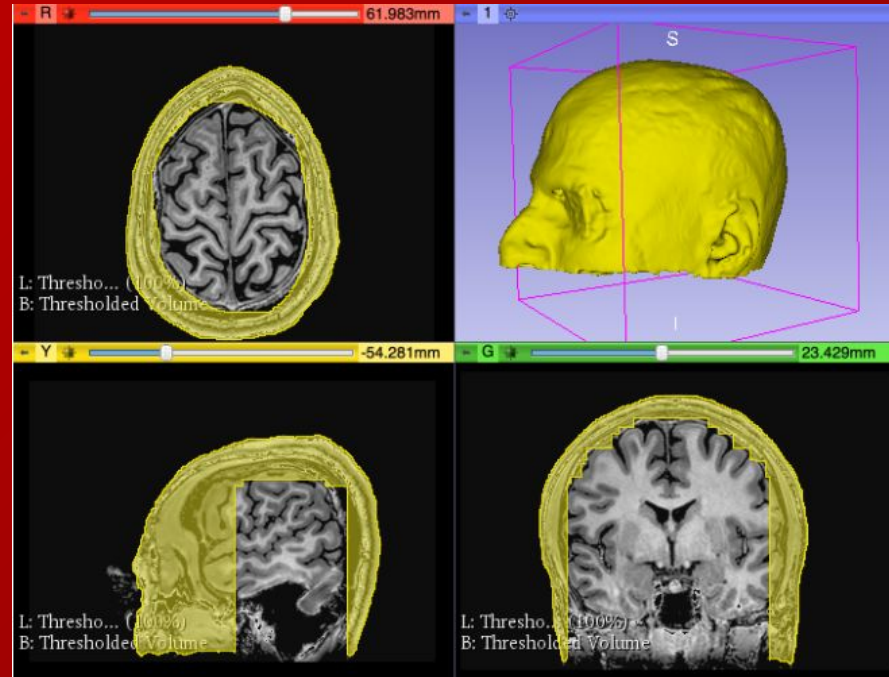 R 61.983mm
L: Thresho... (100%)
B: Thresholded Volume
1
S
I
Y -54.281mm
L: Thresho... (100%)
B: Thresholded Volume
G 23.429mm
L: Thresho... (100%)
B: Thresholded Volume